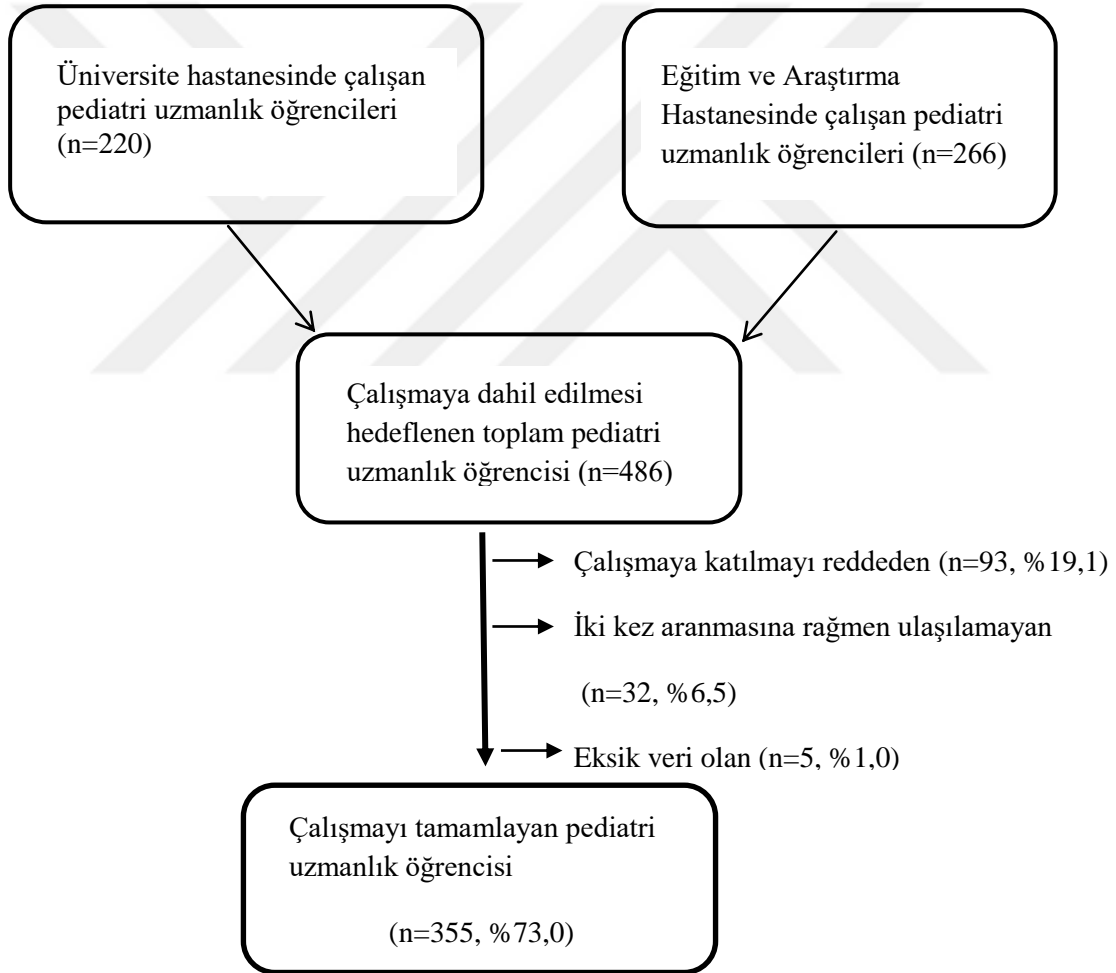 Üniversite hastanesinde çalışan
pediatri uzmanlık öğrencileri
(n=220)
Eğitim ve Araştırma
Hastanesinde çalışan pediatri
uzmanlık öğrencileri (n=266)
Çalışmaya dahil edilmesi
hedeflenen toplam pediatri
uzmanlık öğrencisi (n=486)
Çalışmaya katılmayı reddeden (n=93, %19,1)
İki kez aranmasına rağmen ulaşılamayan
(n=32, %6,5)
Eksik veri olan (n=5, %1,0)
Çalışmayı tamamlayan pediatri
uzmanlık öğrencisi
(n=355, %73,0)